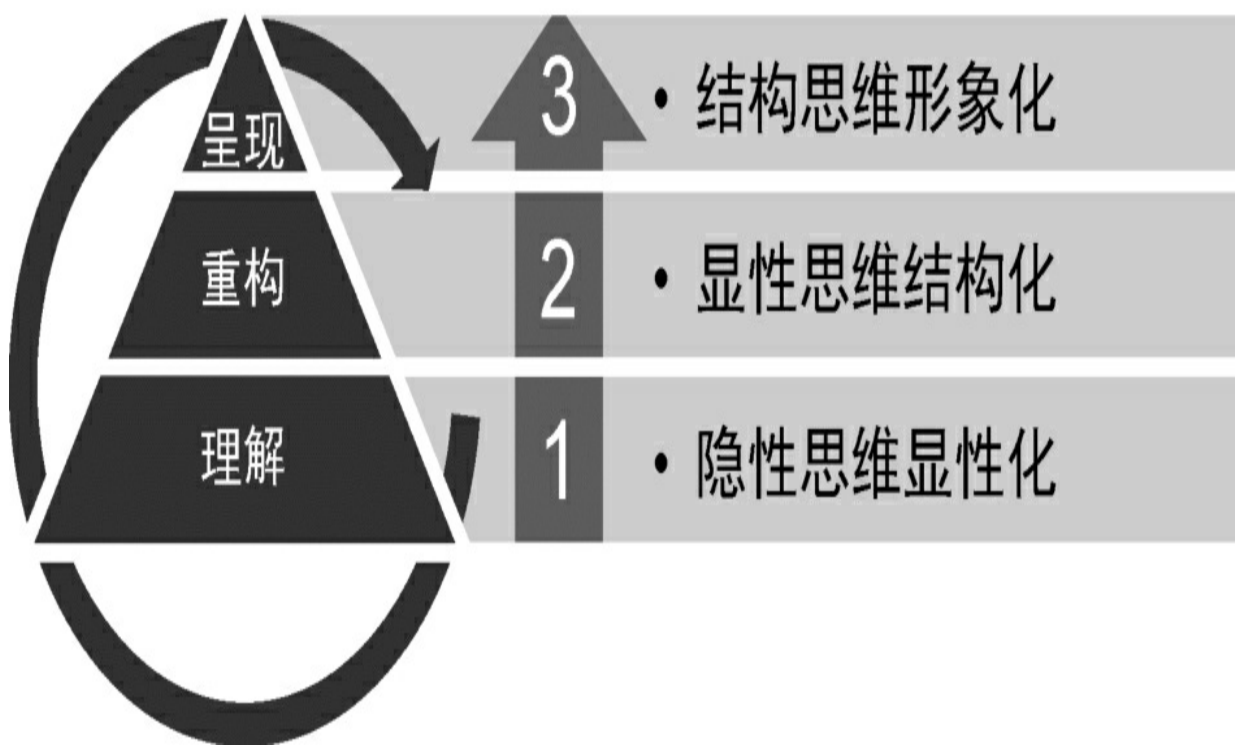 呈现
3
• 结构思维形象化
重构
2
• 显性思维结构化
理解
1
• 隐性思维显性化